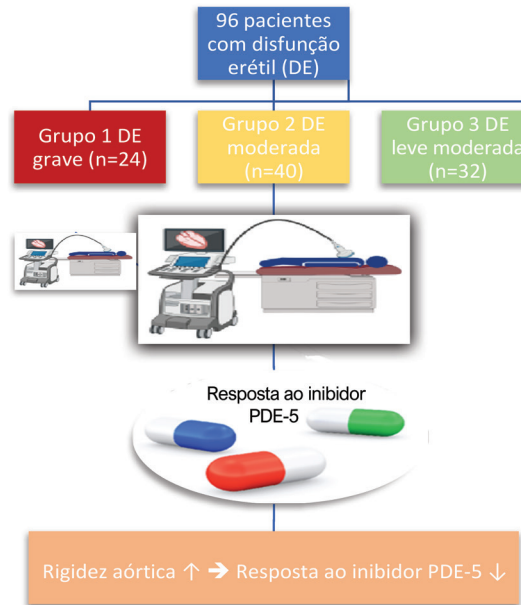 96 pacientes
com disfunção
erétil (DE)
Grupo 1 DE
grave (n=24)
Grupo 2 DE
moderada
(n=40)
Grupo 3 DE
leve moderada
(n=32)
Resposta ao inibidor
PDE-5
Rigidez aórtica ↑ ➔ Resposta ao inibidor PDE-5 ↓